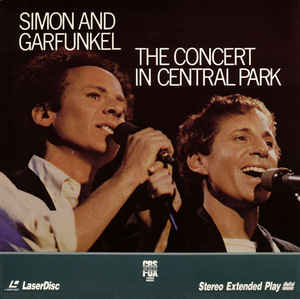 SIMON AND
GARFUNKEL
THE CONCERT
IN CENTRAL PARK
LaserDisc
CBS
FOX
Stereo Extended Play